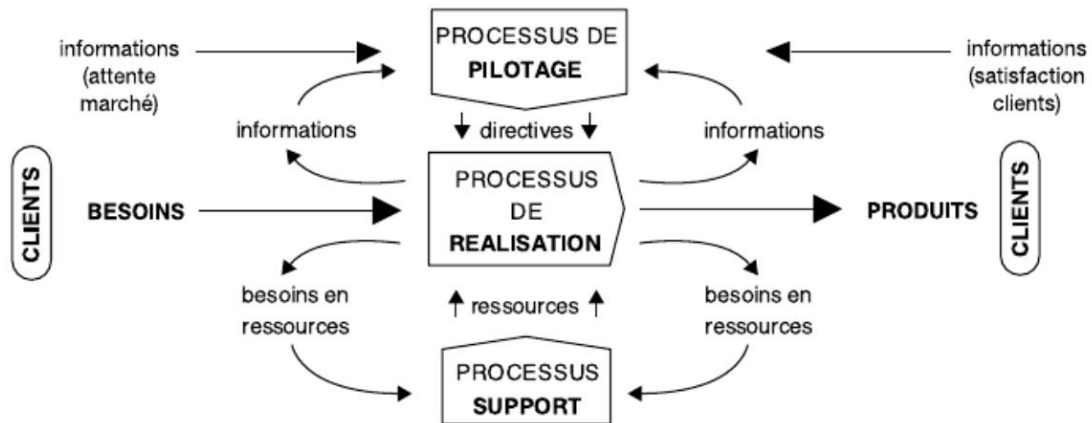 informations
(attente
marché)
PROCESSUS DE
PILOTAGE
informations
(satisfaction
clients)
informations
directives
informations
CLIENTS
BESOINS
PROCESSUS
DE
REALISATION
PRODUITS
CLIENTS
besoins en
ressources
ressources
besoins en
ressources
PROCESSUS
SUPPORT